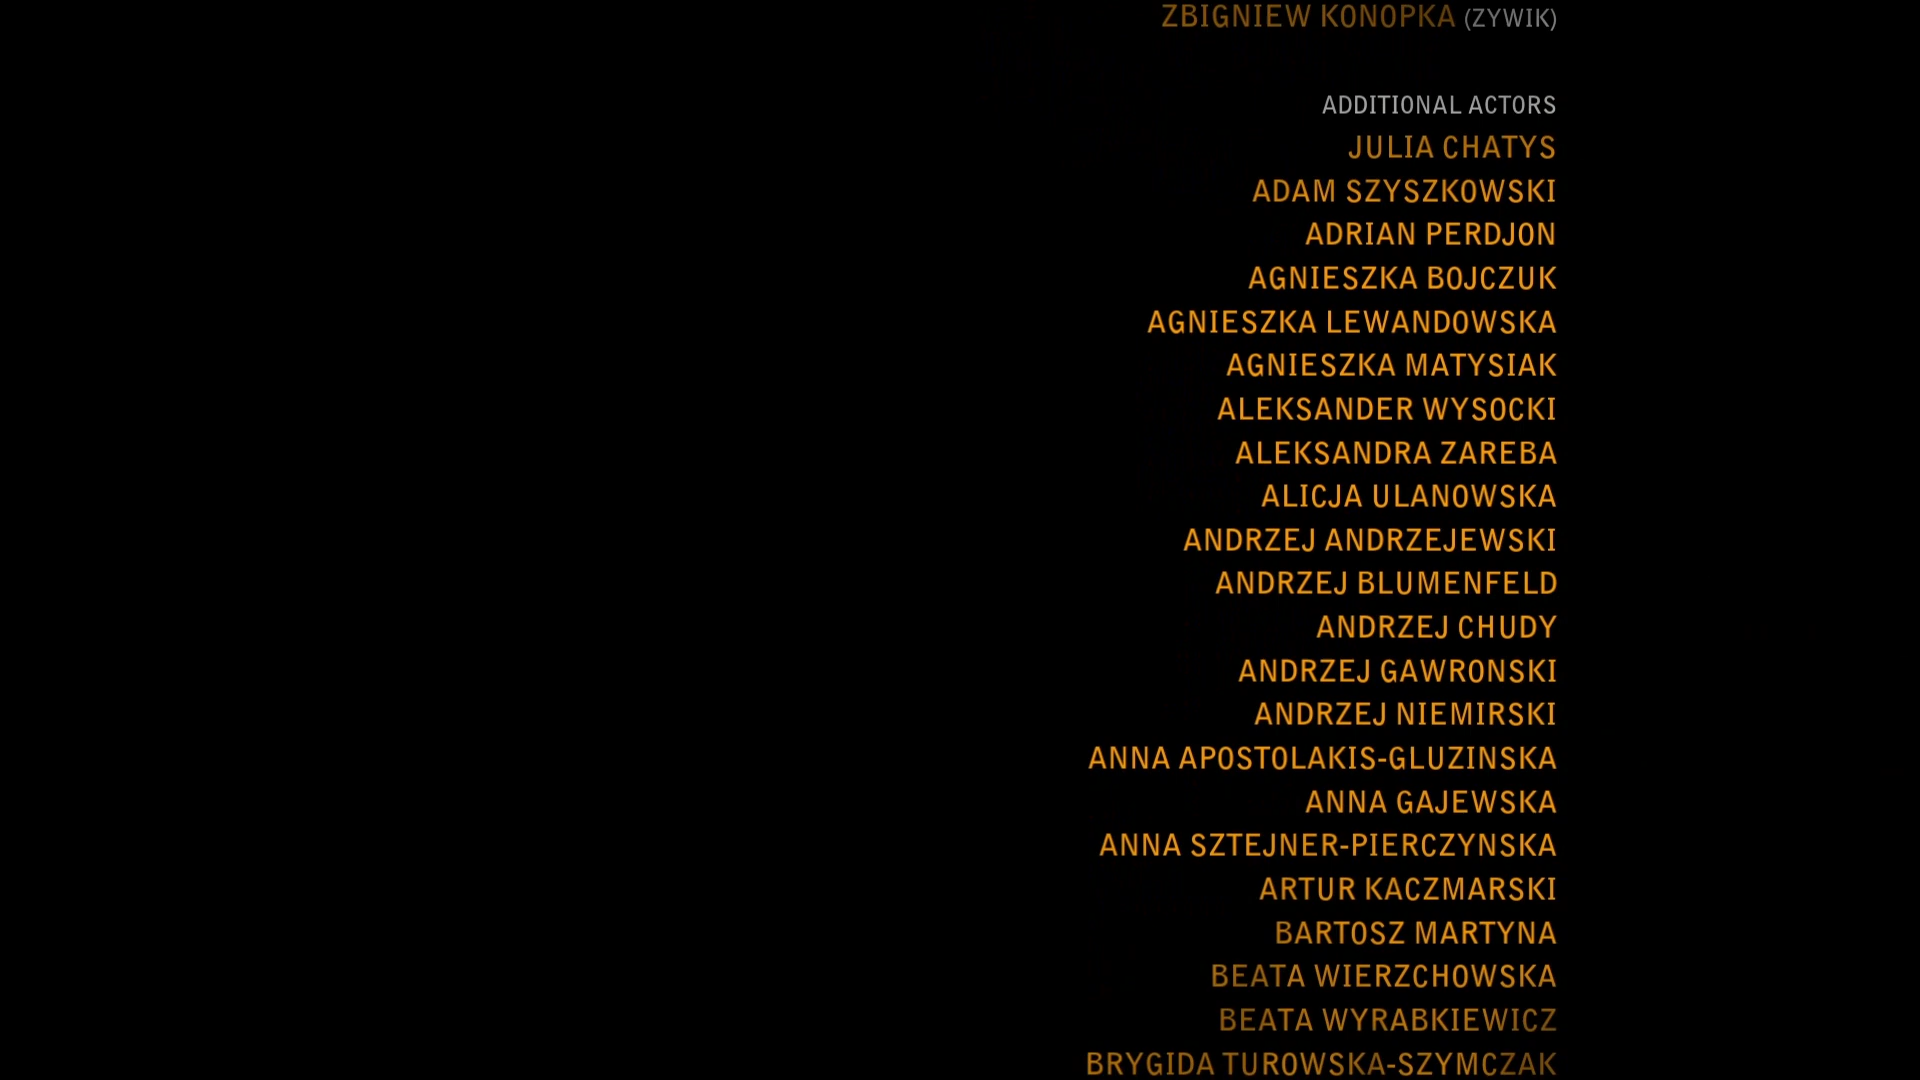 ZBIGNIEW KONOPKA (ZYWIK)
ADDITIONAL ACTORS
JULIA CHATYS
ADAM SZYSZKOWSKI
ADRIAN PERDJON
AGNIESZKA BOJCZUK
AGNIESZKA LEWANDOWSKA
AGNIESZKA MATYSIAK
ALEKSANDER WYSOCKI
ALEKSANDRA ZAREBA
ALICJA ULANOWSKA
ANDRZEJ ANDRZEJEWSKI
ANDRZEJ BLUMENFELD
ANDRZEJ CHUDY
ANDRZEJ GAWRONSKI
ANDRZEJ NIEMIRSKI
ANNA APOSTOLAKIS-GLUZINSKA
ANNA GAJEWSKA
ANNA SZTEJNER-PIERCZYNSKA
ARTUR KACZMARSKI
BARTOSZ MARTYNA
BEATA WIERZCHOWSKA
BEATA WYRABKIEWICZ
BRYGIDA TUROWSKA-SZYMCZAK